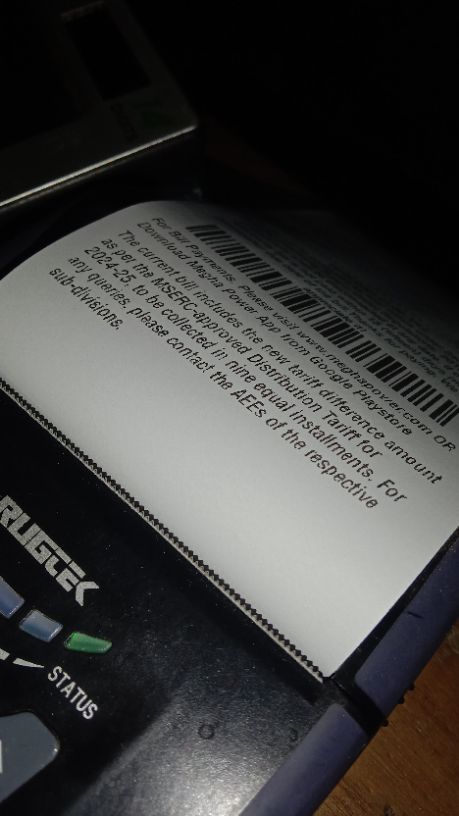 For Bill Payments, Please visit www.meghapower.com OR
Download Megha Power App from Google Playstore
The current bill includes the new tariff difference amount
as per the MSERC-approved Distribution Tariff for
2024-25, to be collected in nine equal installments. For
any queries, please contact the AEEs of the respective
sub-divisions.
RUGTEK
STATUS